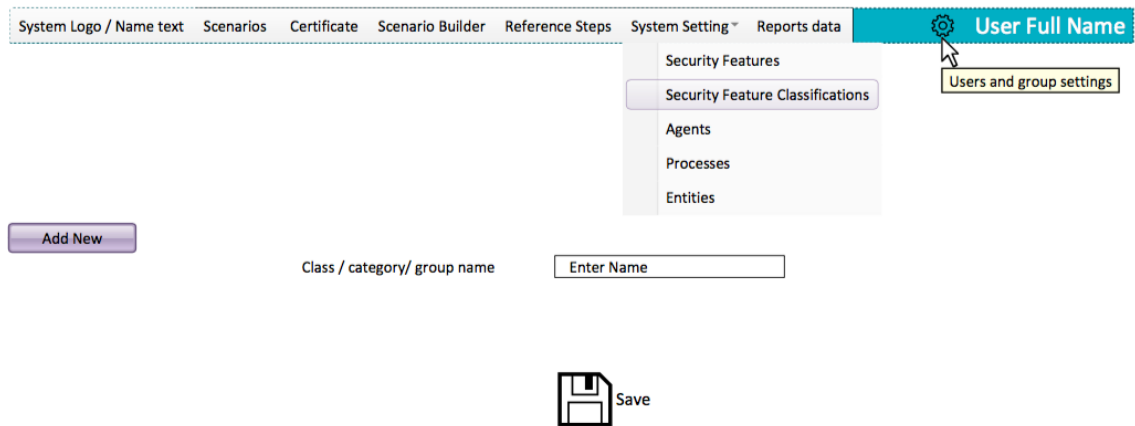 System Logo / Name text Scenarios Certificate Scenario Builder Reference Steps System Setting Reports data User Full Name
Security Features
Users and group settings
Security Feature Classifications
Agents
Processes
Entities
Add New
Class / category/ group name Enter Name
Save